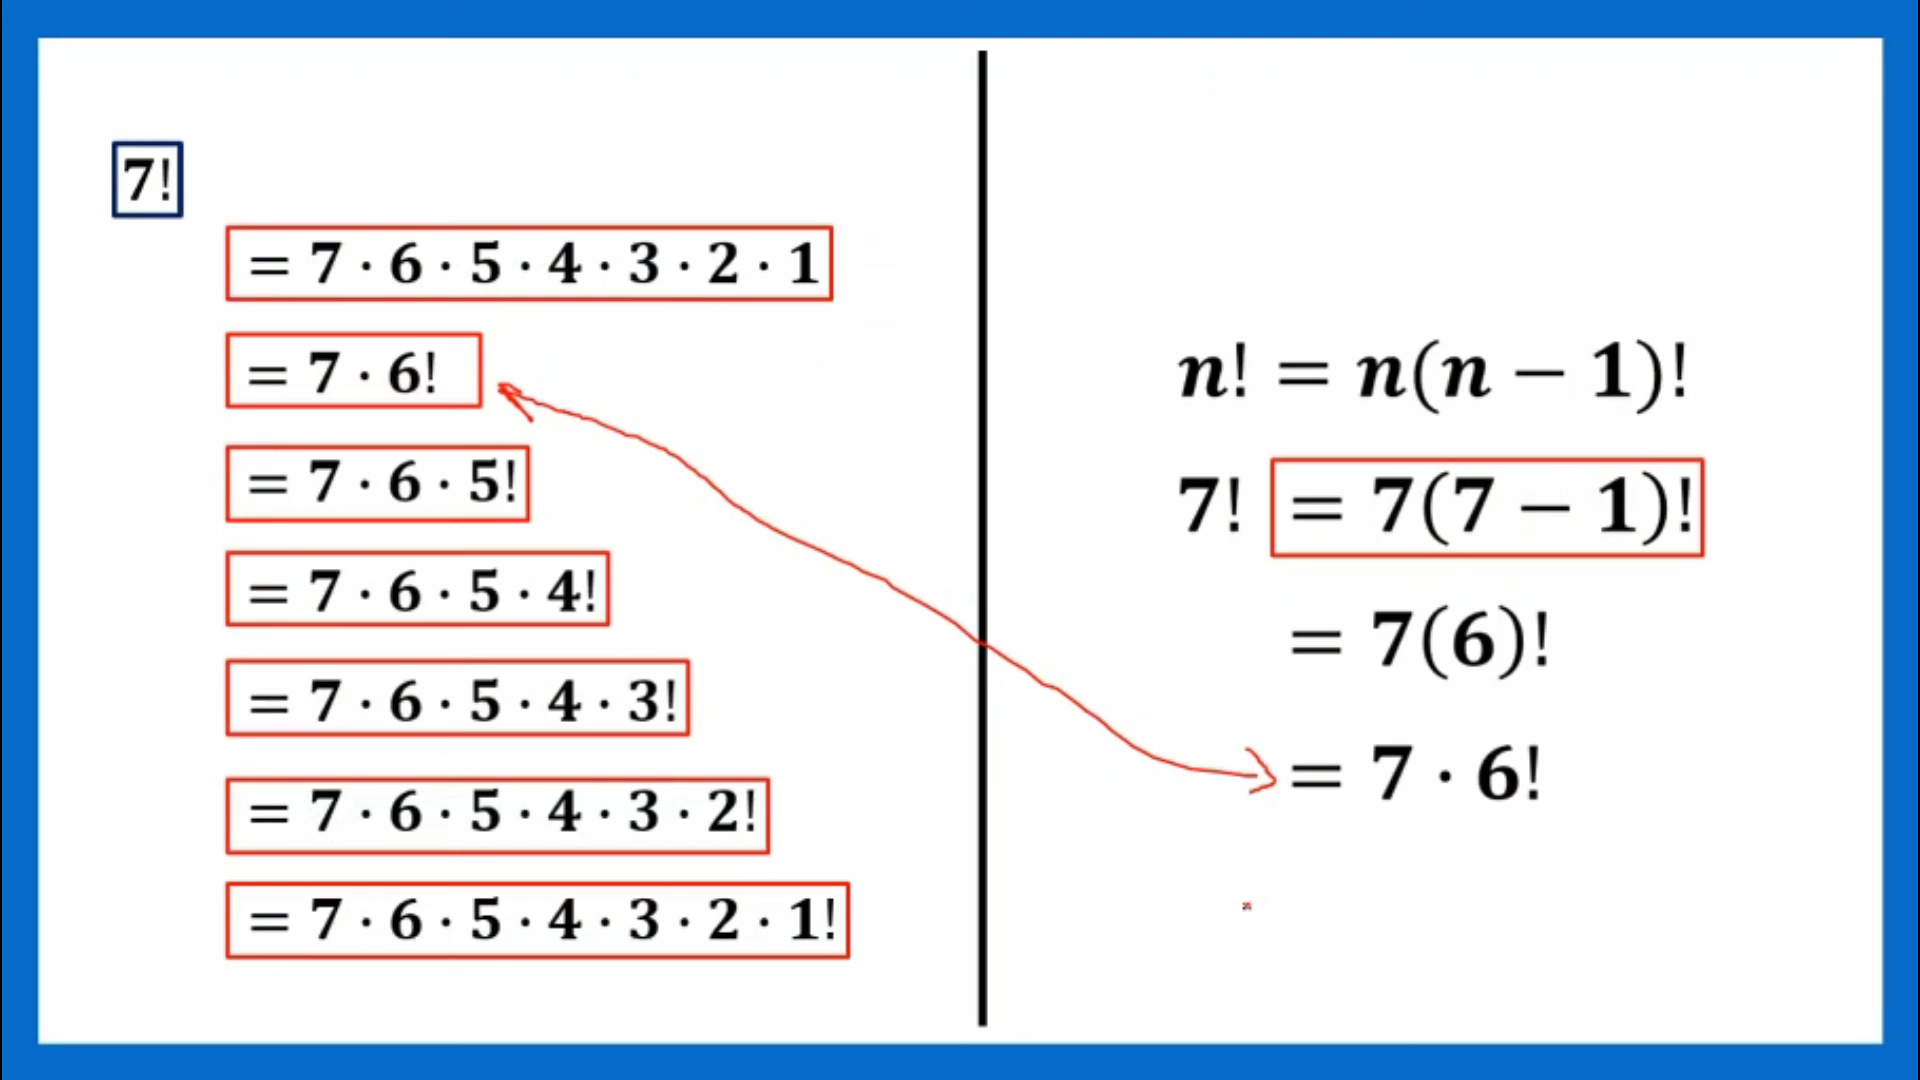 7!
= 7 · 6 · 5 · 4 · 3 · 2 · 1
= 7 · 6!
= 7 · 6 · 5!
= 7 · 6 · 5 · 4!
= 7 · 6 · 5 · 4 · 3!
= 7 · 6 · 5 · 4 · 3 · 2!
= 7 · 6 · 5 · 4 · 3 · 2 · 1!
n! = n(n − 1)!
7! = 7(7 − 1)!
= 7(6)!
= 7 · 6!